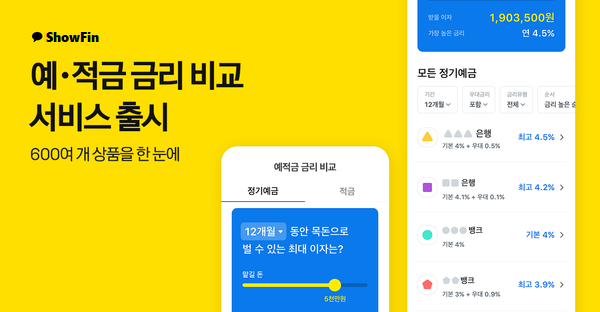 ShowFin
예·적금 금리 비교
서비스 출시
600여 개 상품을 한 눈에
예적금 금리 비교
정기예금
적금
12개월 동안 목돈으로
벌 수 있는 최대 이자는?
맡길 돈
5천만원
받을 이자
1,903,500원
가장 높은 금리
연 4.5%
모든 정기예금
기간
12개월
우대금리
포함
금리유형
전체
순서
금리 높은 순
은행
기본 4% + 우대 0.5%
최고 4.5%
은행
기본 4.1% + 우대 0.1%
최고 4.2%
뱅크
기본 4%
기본 4%
뱅크
기본 3% + 우대 0.9%
최고 3.9%